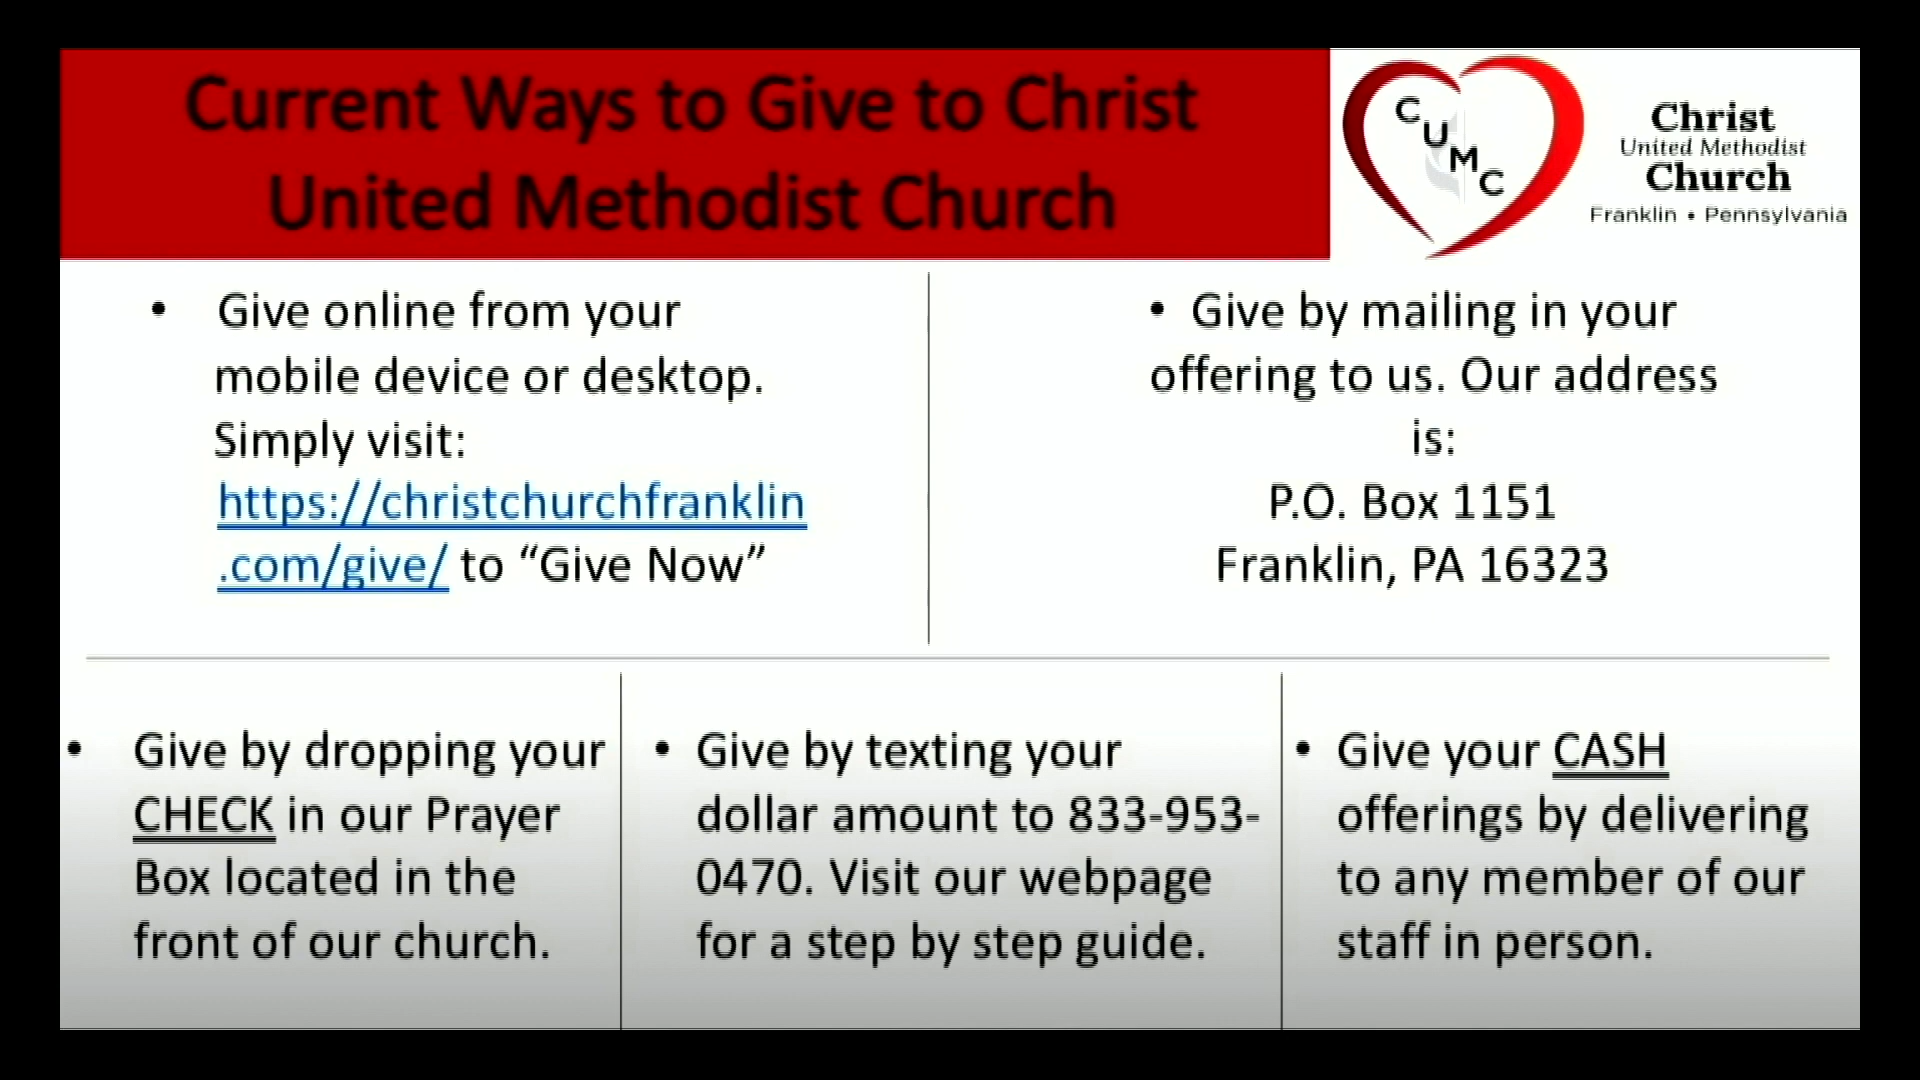 Current Ways to Give to Christ
United Methodist Church
C
U
M
C
Christ
United Methodist
Church
Franklin • Pennsylvania
• Give online from your
mobile device or desktop.
Simply visit:
https://christchurchfranklin
.com/give/ to “Give Now”
• Give by mailing in your
offering to us. Our address
is:
P.O. Box 1151
Franklin, PA 16323
• Give by dropping your
CHECK in our Prayer
Box located in the
front of our church.
• Give by texting your
dollar amount to 833-953-
0470. Visit our webpage
for a step by step guide.
• Give your CASH
offerings by delivering
to any member of our
staff in person.